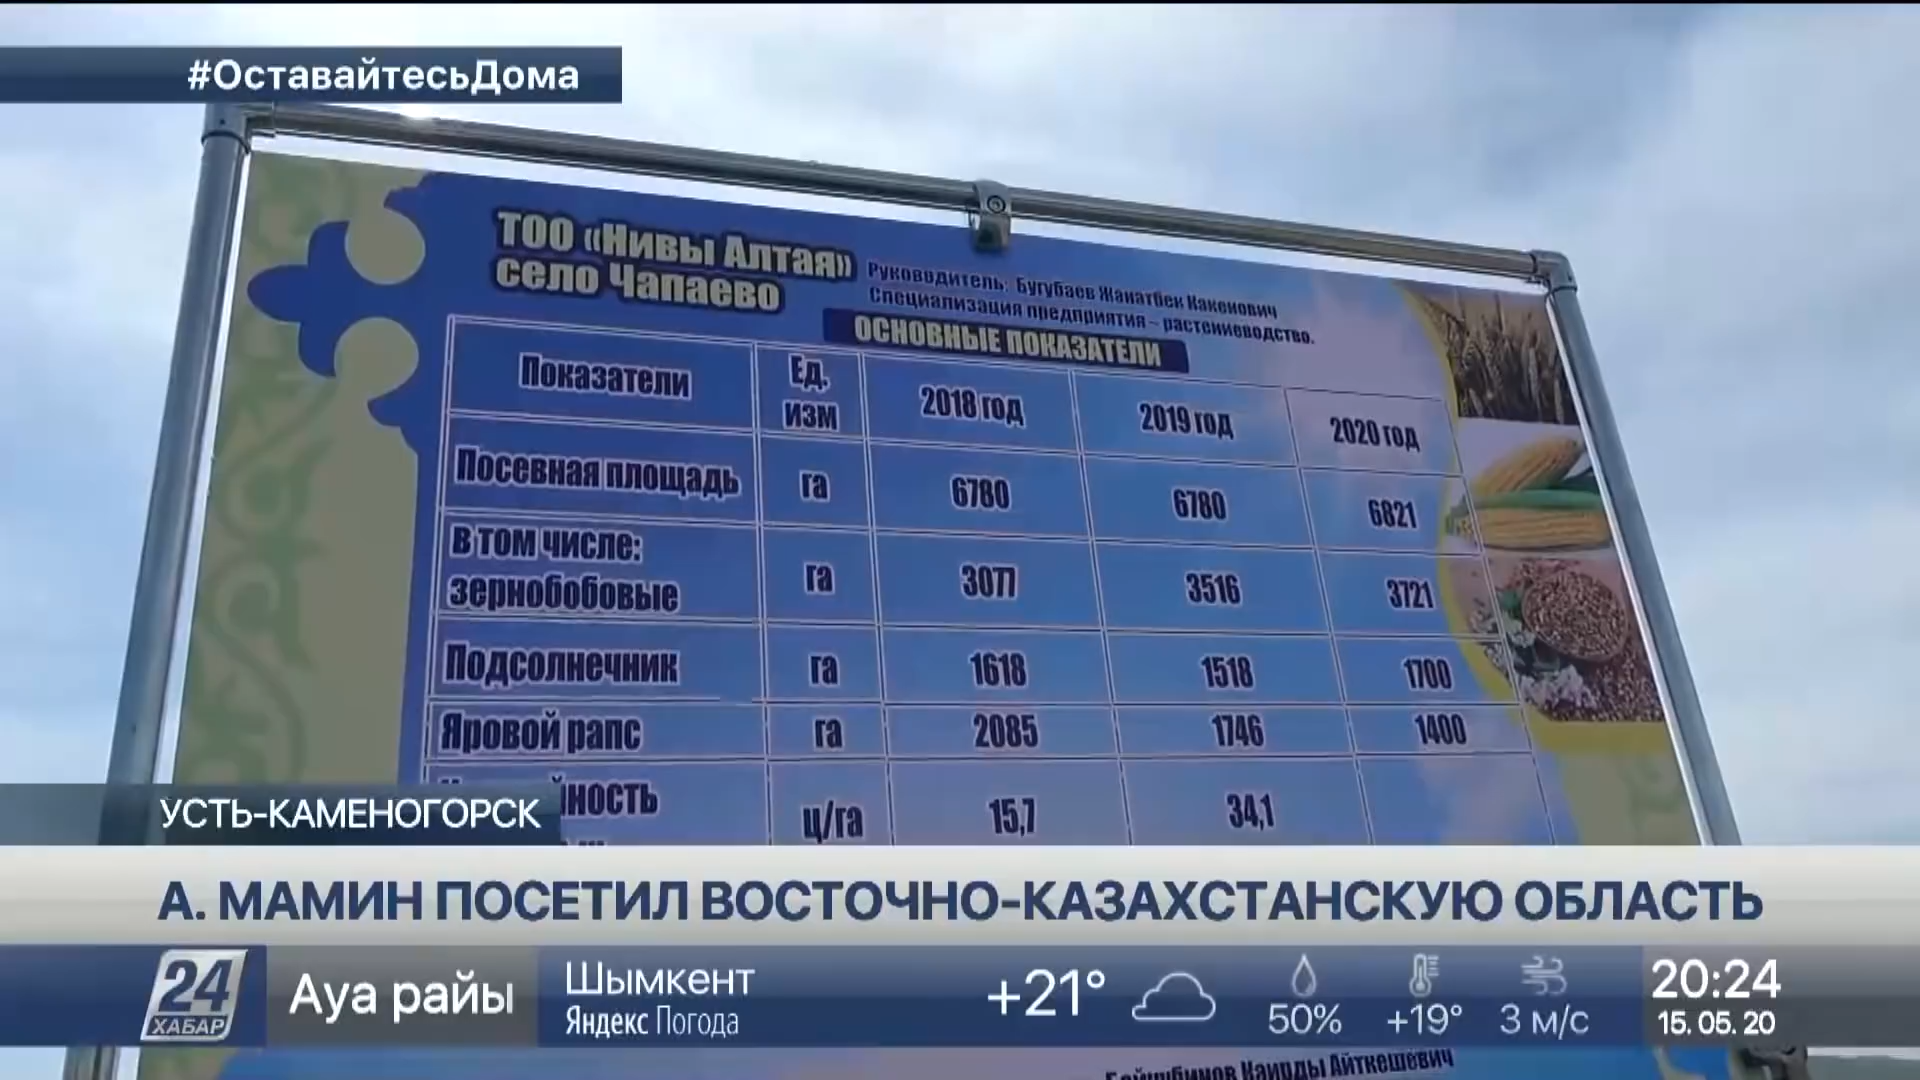 #ОставайтесьДома
ТОО «Нивы Алтая»
село Чапаево
Руководитель: Бугубаев Жанатбек Какенович
Специализация предприятия – растениеводство.
ОСНОВНЫЕ ПОКАЗАТЕЛИ
Показатели Ед. изм 2018 год 2019 год 2020 год
Посевная площадь га 6780 6780 6821
В том числе:
зернобобовые га 3077 3516 3721
Подсолнечник га 1618 1518 1700
Яровой рапс га 2085 1746 1400
ц/га 15,7 34,1
УСТЬ-КАМЕНОГОРСК
А. МАМИН ПОСЕТИЛ ВОСТОЧНО-КАЗАХСТАНСКУЮ ОБЛАСТЬ
24 ХАБАР
Ауа райы
Шымкент
Яндекс Погода
+21° 50% +19° 3 м/с
20:24
15. 05. 20
Айткешевич